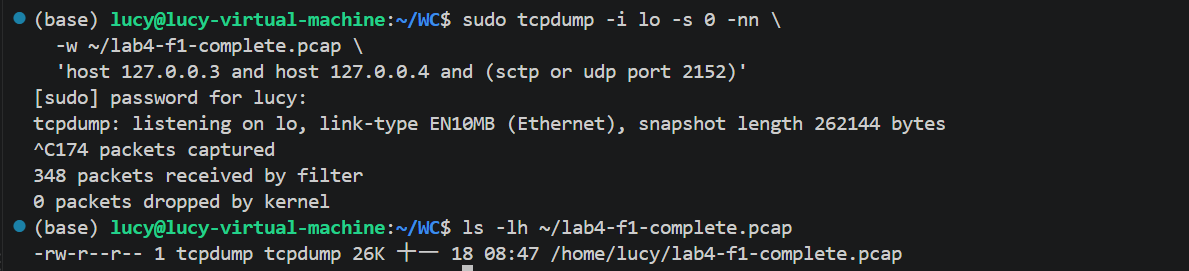 (base) lucy@lucy-virtual-machine:~/WC$ sudo tcpdump -i lo -s 0 -nn \
-w ~/lab4-f1-complete.pcap \
'host 127.0.0.3 and host 127.0.0.4 and (sctp or udp port 2152)'
[sudo] password for lucy:
tcpdump: listening on lo, link-type EN10MB (Ethernet), snapshot length 262144 bytes
^C174 packets captured
348 packets received by filter
0 packets dropped by kernel
(base) lucy@lucy-virtual-machine:~/WC$ ls -lh ~/lab4-f1-complete.pcap
-rw-r--r-- 1 tcpdump tcpdump 26K 十一 18 08:47 /home/lucy/lab4-f1-complete.pcap